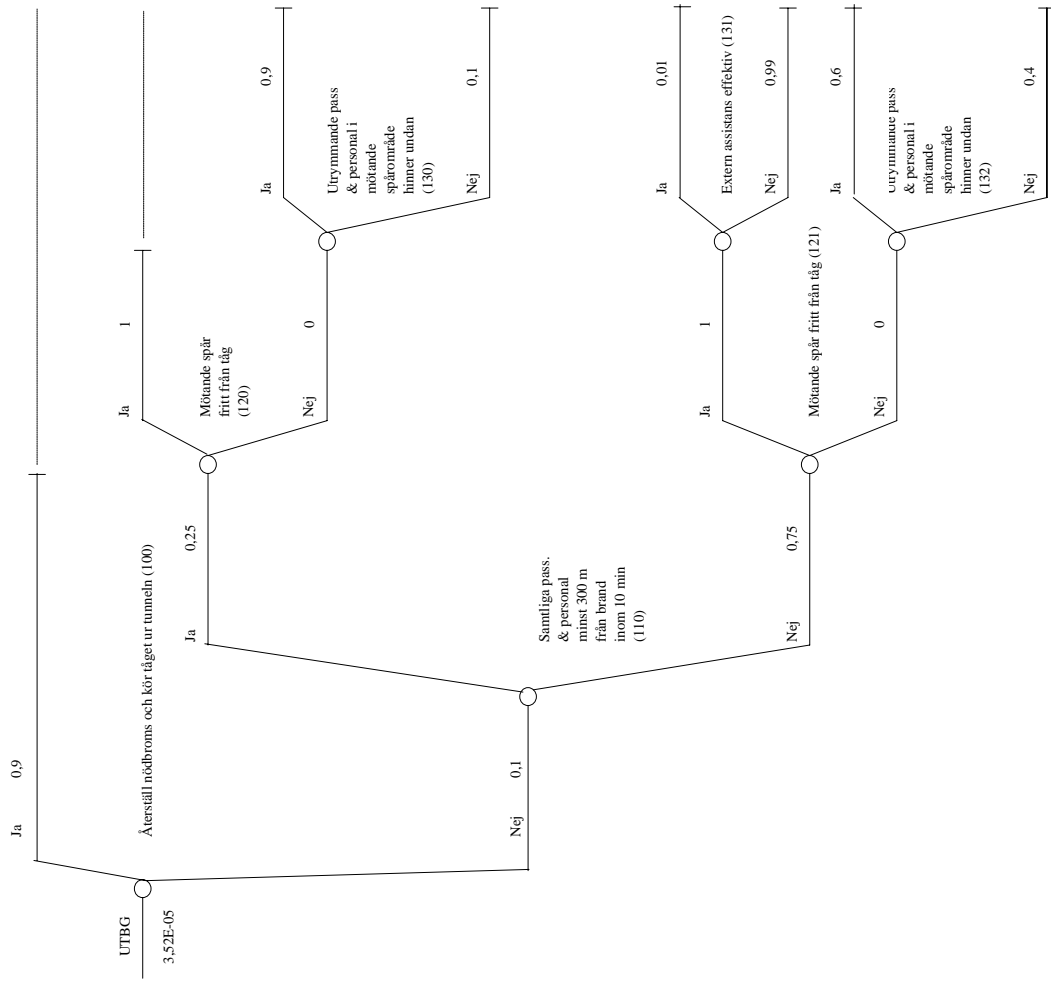 UTBG
3,52E-05
Ja
0,9
Återställ nödbroms och kör tåget ur tunneln (100)
Nej
0,1
Ja
0,25
Samtliga pass.
& personal
minst 300 m
från brand
inom 10 min
(110)
Nej
0,75
Ja
1
Mötande spår
fritt från tåg
(120)
Nej
0
Ja
0,9
Utrymmande pass
& personal i
mötande
spårområde
hinner undan
(130)
Nej
0,1
Ja
1
Mötande spår fritt från tåg (121)
Nej
0
Ja
0,01
Extern assistans effektiv (131)
Nej
0,99
Ja
0,6
Utrymmande pass
& personal i
mötande
spårområde
hinner undan
(132)
Nej
0,4